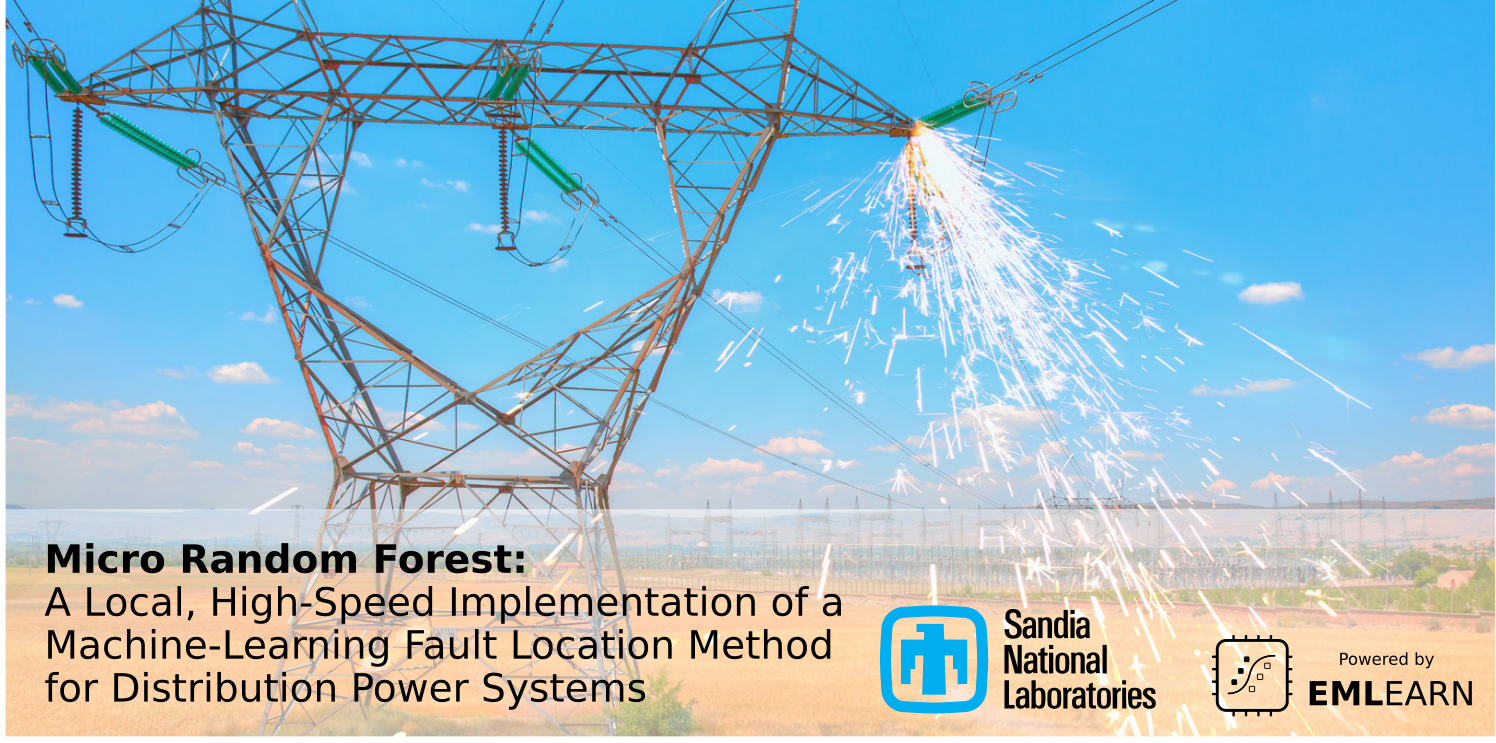 Micro Random Forest:
A Local, High-Speed Implementation of a
Machine-Learning Fault Location Method
for Distribution Power Systems
Sandia
National
Laboratories
Powered by
EMLEARN